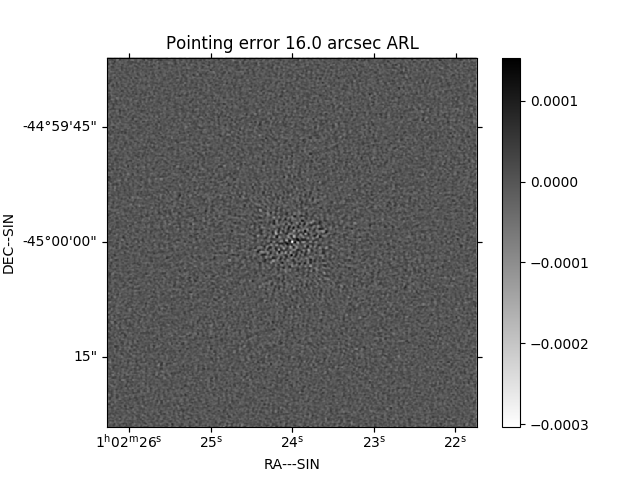 Pointing error 16.0 arcsec ARL
-44°59'45"
-45°00'00"
15"
DEC--SIN
1ʰ02ᵐ26ˢ 25ˢ 24ˢ 23ˢ 22ˢ
RA---SIN
0.0001
0.0000
−0.0001
−0.0002
−0.0003